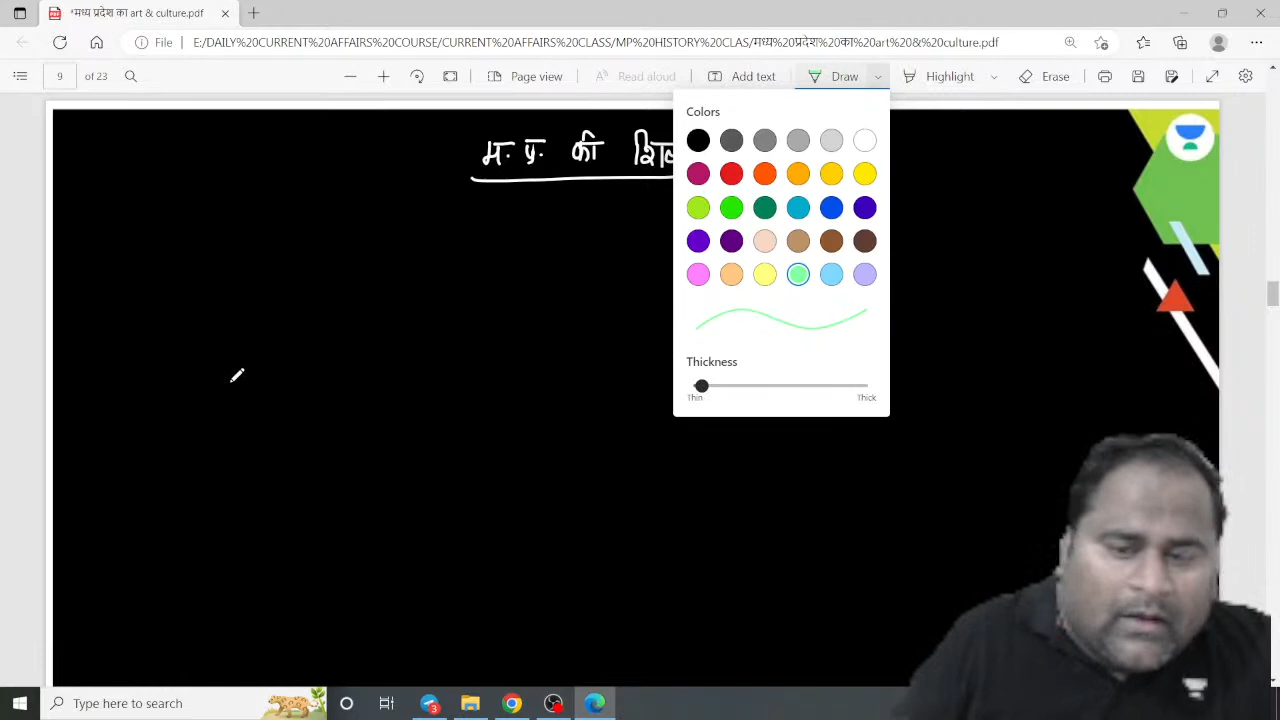 *मध्य प्रदेश का art & culture.pdf
File
E:/DAILY%20CURRENT%20AFFAIRS%20COURSE/CURRENT%20AFFAIRS%20CLASS/MP%20HISTORY%20CLAS/मध्य%20प्रदेश%20का%20art%20&%20culture.pdf
9 of 23 Page view Read aloud Add text Draw Highlight Erase
Colors
म. प्र. की
Thickness
Thin Thick
Type here to search 3